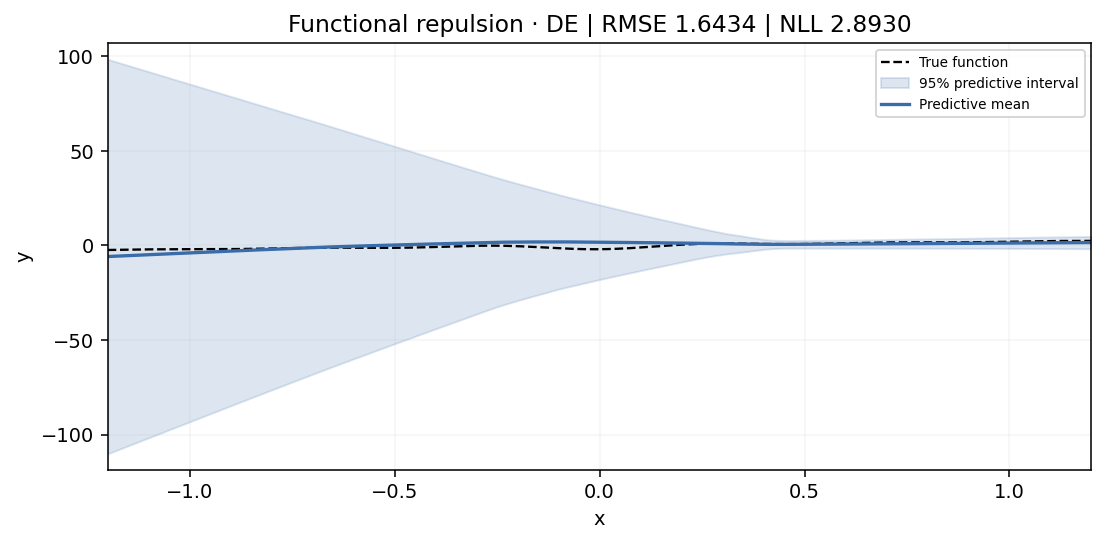 Functional repulsion · DE | RMSE 1.6434 | NLL 2.8930
True function
95% predictive interval
Predictive mean
y
100
50
0
−50
−100
−1.0
−0.5
0.0
0.5
1.0
x